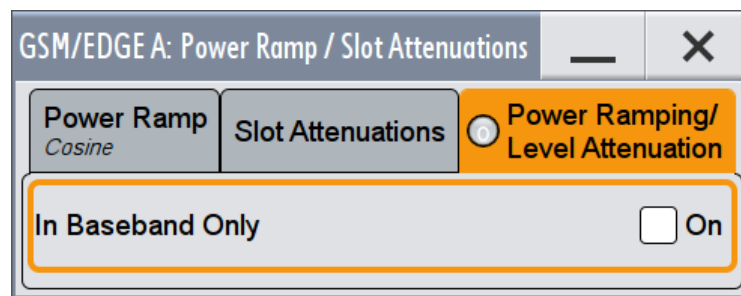 GSM/EDGE A: Power Ramp / Slot Attenuations
Power Ramp
Cosine
Slot Attenuations
0
Power Ramping/
Level Attenuation
In Baseband Only
On